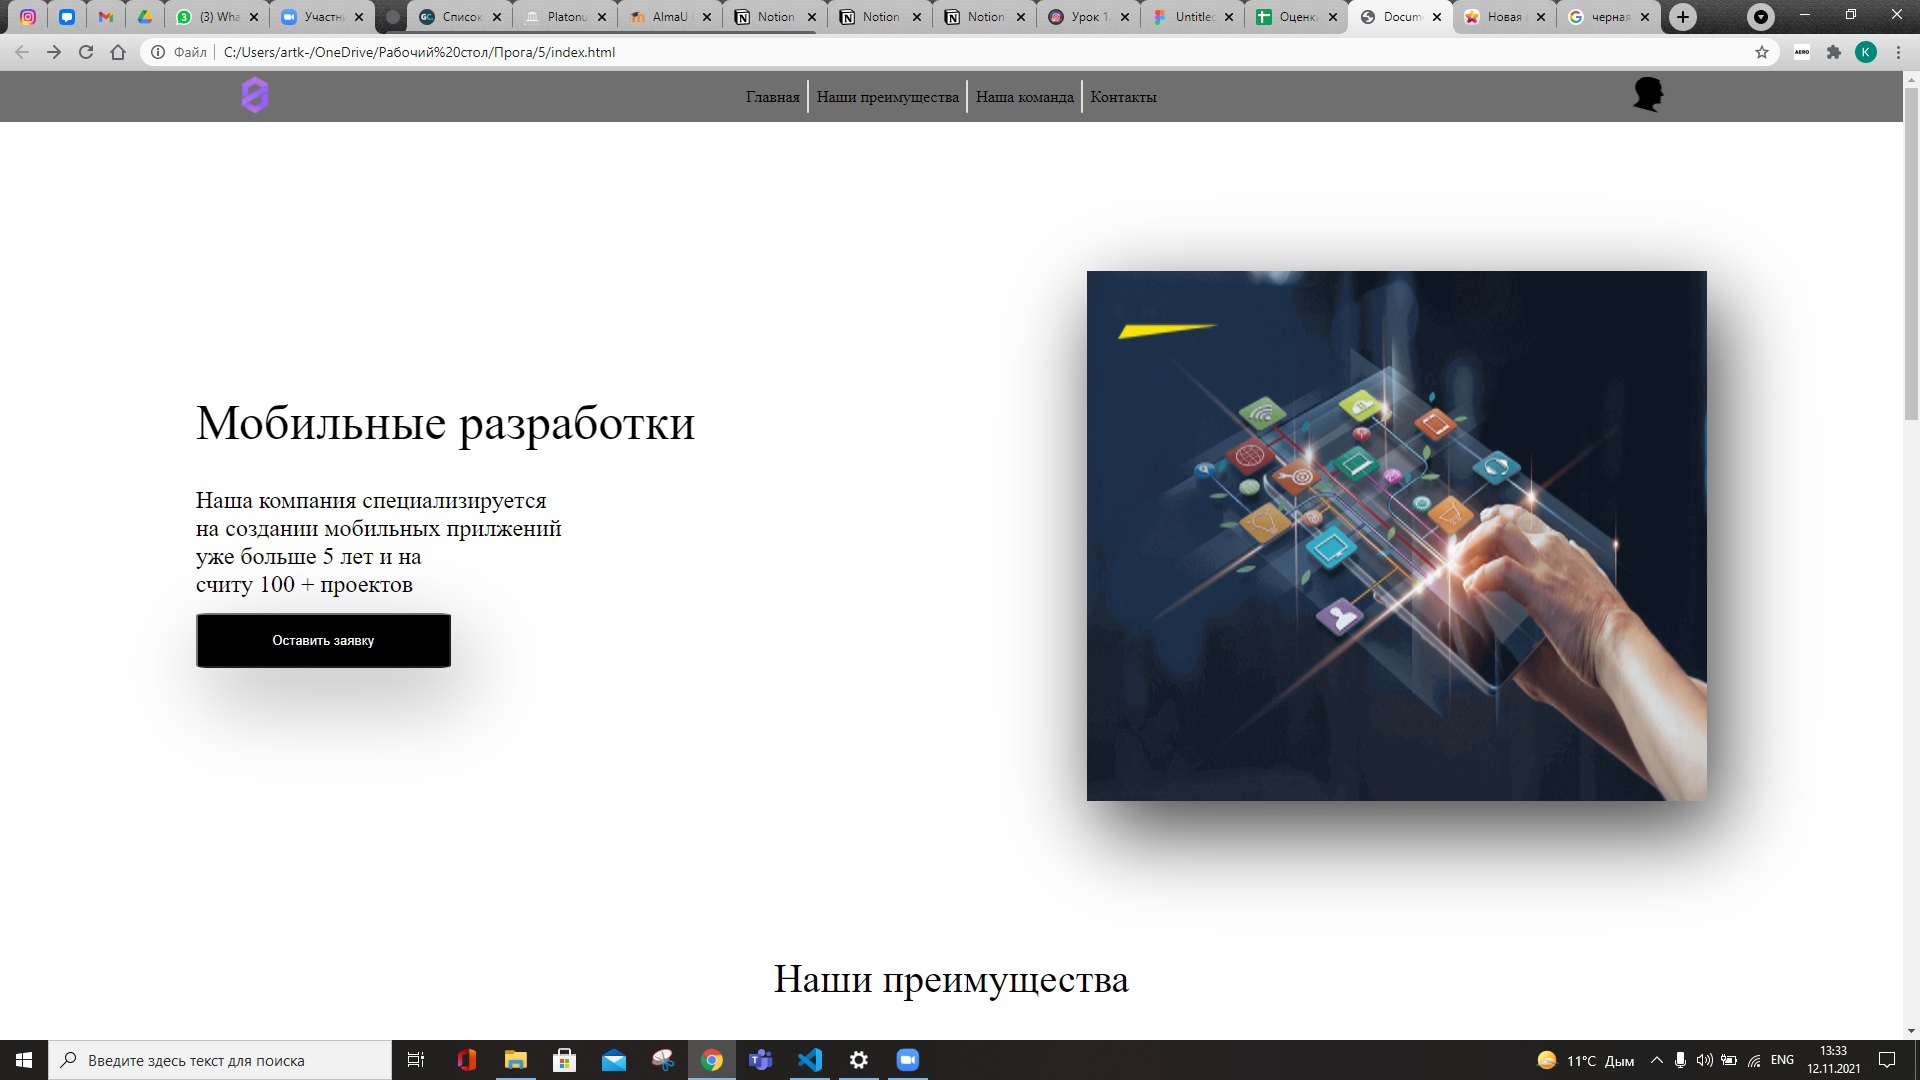 (3) Wha
Участн
GC
Список
Platonu
AlmaU
Notion
Notion
Notion
Урок 1.
Untitled
Оценк
Docum
Новая
черная
Файл
C:/Users/artk-/OneDrive/Рабочий%20стол/Прога/5/index.html
AERO
K
Главная
Наши преимущества
Наша команда
Контакты
Мобильные разработки
Наша компания специализируется
на создании мобильных прилжений
уже больше 5 лет и на
считу 100 + проектов
Оставить заявку
Наши преимущества
Введите здесь текст для поиска
11°C Дым
ENG
13:33
12.11.2021